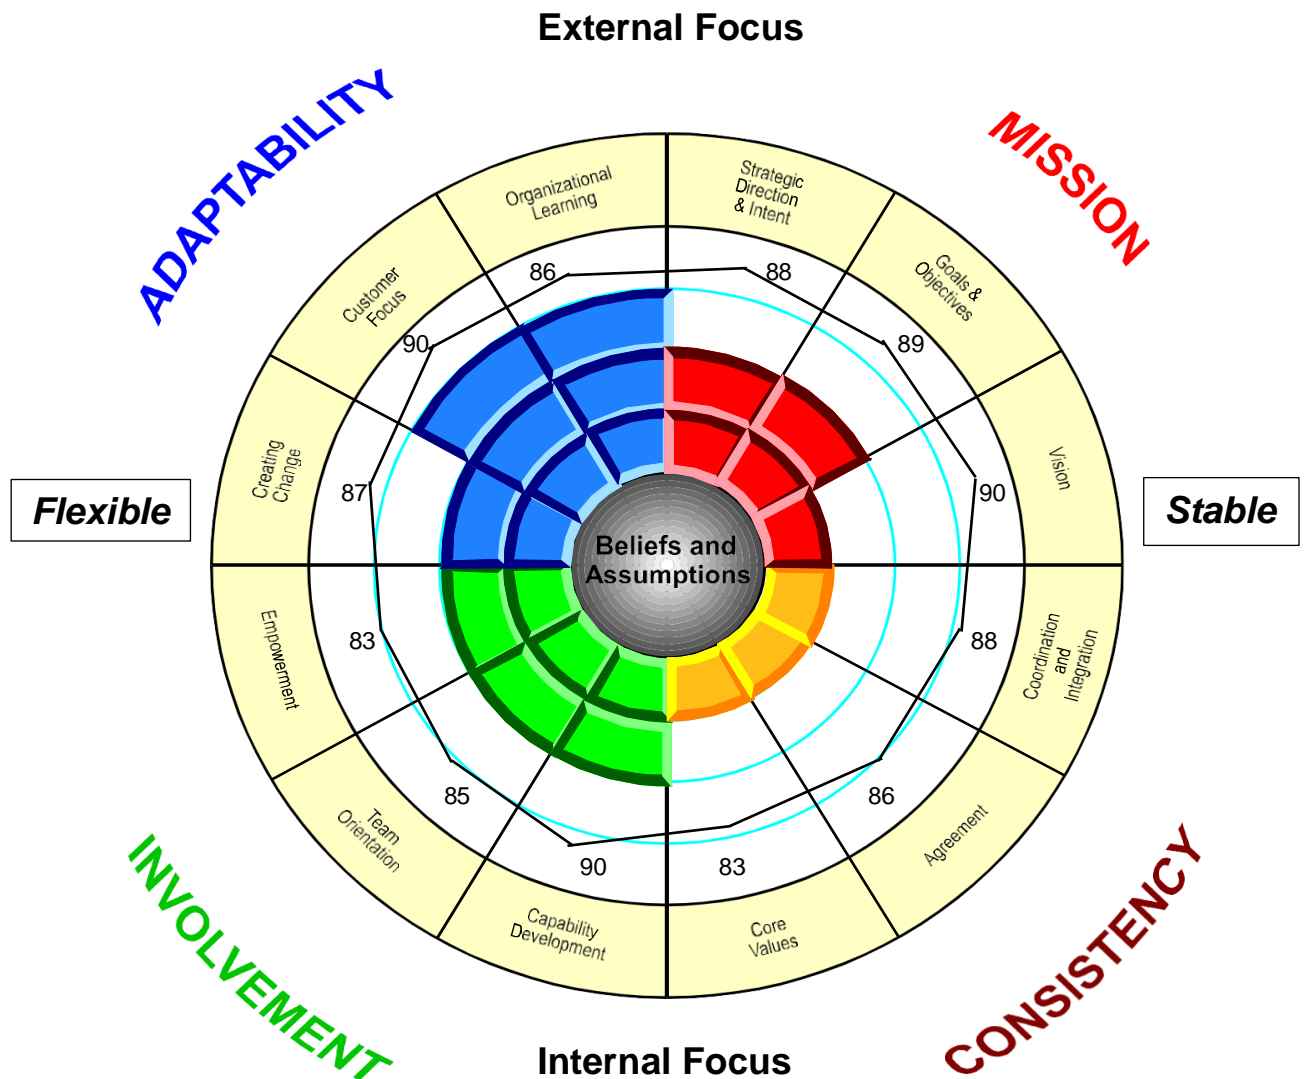 External Focus
ADAPTABILITY
MISSION
Organizational
Learning
Strategic
Direction
& Intent
Customer
Focus
Goals &
Objectives
86
88
90
89
Creating
Change
Vision
87
90
Flexible
Stable
Beliefs and
Assumptions
Empowerment
83
88
Coordination
and
Integration
85
86
Team
Orientation
Agreement
90
83
Capability
Development
Core
Values
INVOLVEMENT
CONSISTENCY
Internal Focus